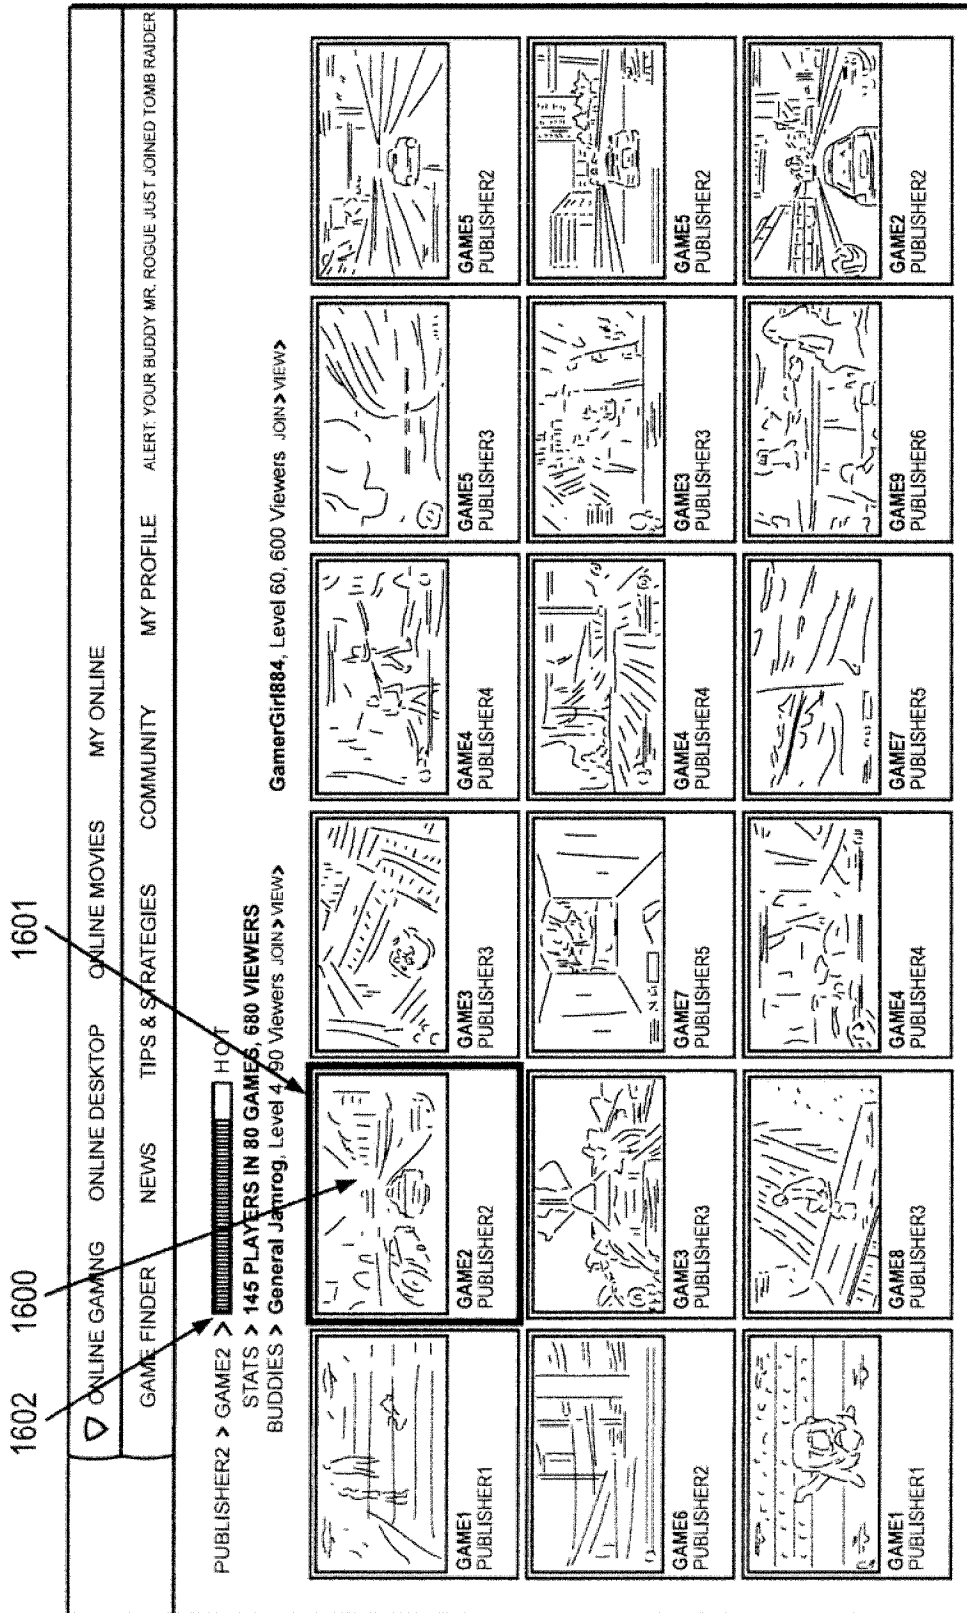 1602
1600
1601
ONLINE GAMING ONLINE DESKTOP ONLINE MOVIES MY ONLINE
GAME FINDER NEWS TIPS & STRATEGIES COMMUNITY MY PROFILE ALERT: YOUR BUDDY MR. ROGUE JUST JOINED TOMB RAIDER
PUBLISHER2 > GAME2 > HOT
STATS > 145 PLAYERS IN 80 GAMES, 680 VIEWERS
BUDDIES > General Jamrog, Level 4, 90 Viewers JOIN> VIEW> GamerGirl884, Level 60, 600 Viewers JOIN> VIEW>
GAME1 GAME2 GAME3 GAME4 GAME5 GAME5
PUBLISHER1 PUBLISHER2 PUBLISHER3 PUBLISHER4 PUBLISHER3 PUBLISHER2
GAME6 GAME3 GAME7 GAME4 GAME3 GAME5
PUBLISHER2 PUBLISHER3 PUBLISHER5 PUBLISHER4 PUBLISHER3 PUBLISHER2
GAME1 GAME8 GAME4 GAME7 GAME9 GAME2
PUBLISHER1 PUBLISHER3 PUBLISHER4 PUBLISHER5 PUBLISHER6 PUBLISHER2